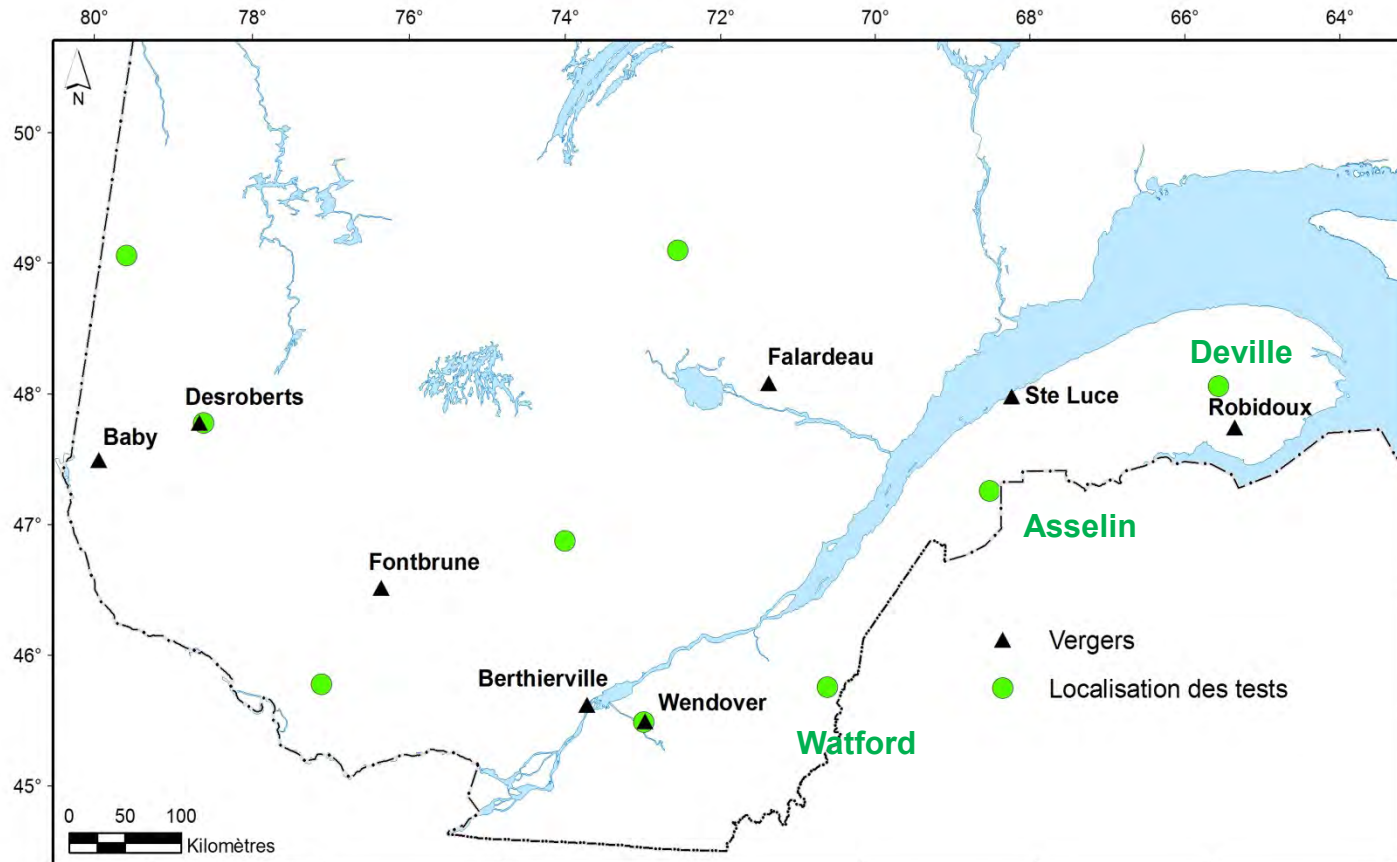 80° 78° 76° 74° 72° 70° 68° 66° 64°
N
50°
49°
Deville
Falardeau
48°
Desroberts
Ste Luce
Robidoux
Baby
47°
Asselin
Fontbrune
Vergers
46°
Berthierville
Localisation des tests
Wendover
Watford
45°
0 50 100
Kilomètres